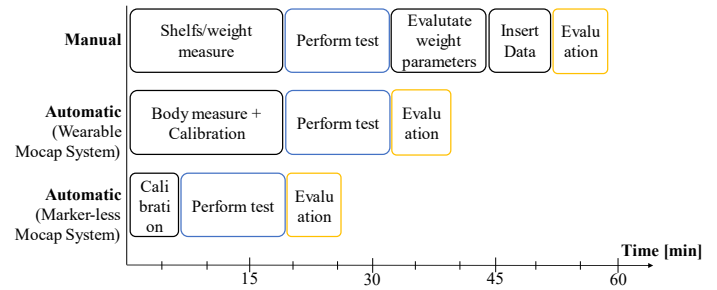 Manual
Shelfs/weight
measure
Perform test
Evalutate
weight
parameters
Insert
Data
Evalu
ation
Automatic
(Wearable
Mocap System)
Body measure +
Calibration
Perform test
Evalu
ation
Automatic
(Marker-less
Mocap System)
Cali
brati
on
Perform test
Evalu
ation
Time [min]
15
30
45
60